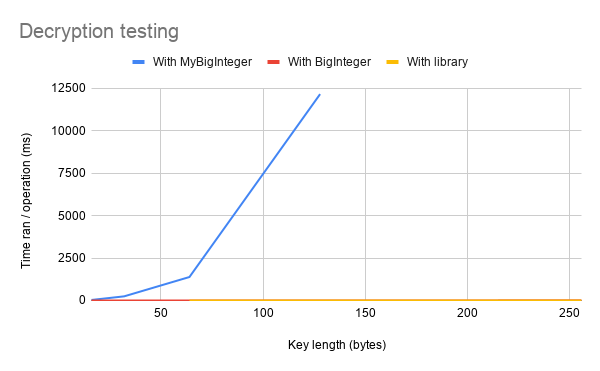 Decryption testing
With MyBigInteger With BigInteger With library
12500
10000
7500
5000
2500
0
Time ran / operation (ms)
50 100 150 200 250
Key length (bytes)